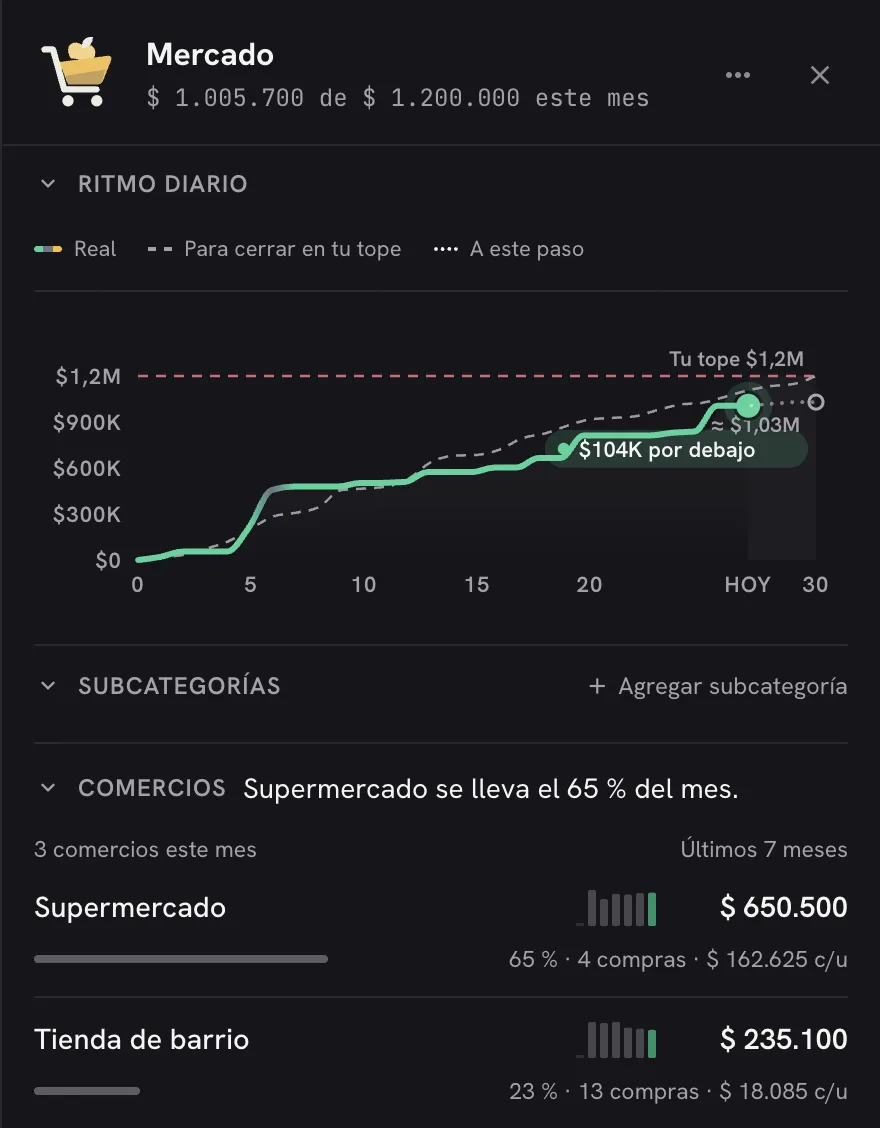 Mercado
$ 1.005.700 de $ 1.200.000 este mes
RITMO DIARIO
Real
Para cerrar en tu tope
A este paso
Tu tope $1,2M
$1,2M
$900K
≈ $1,03M
$104K por debajo
$600K
$300K
$0
0 5 10 15 20 HOY 30
SUBCATEGORÍAS
+ Agregar subcategoría
COMERCIOS Supermercado se lleva el 65 % del mes.
3 comercios este mes
Últimos 7 meses
Supermercado
$ 650.500
65 % · 4 compras · $ 162.625 c/u
Tienda de barrio
$ 235.100
23 % · 13 compras · $ 18.085 c/u